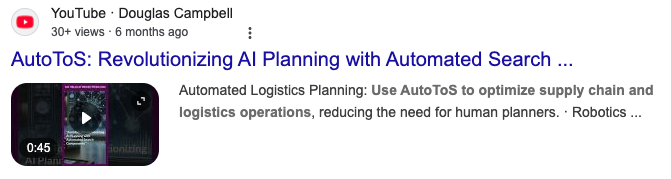 YouTube · Douglas Campbell
30+ views · 6 months ago
AutoToS: Revolutionizing AI Planning with Automated Search ...
Automated Logistics Planning: Use AutoToS to optimize supply chain and
logistics operations, reducing the need for human planners. · Robotics ...
0:45